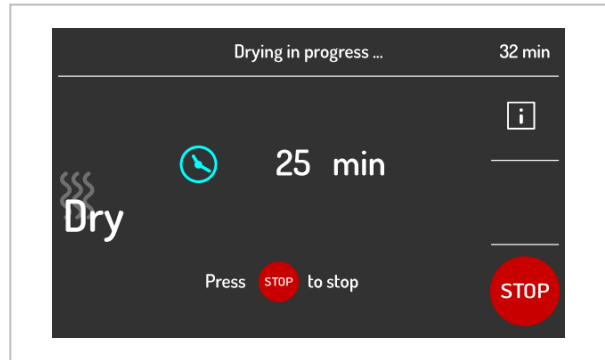 Drying in progress ... 32 min
i
25 min
Dry
Press STOP to stop
STOP